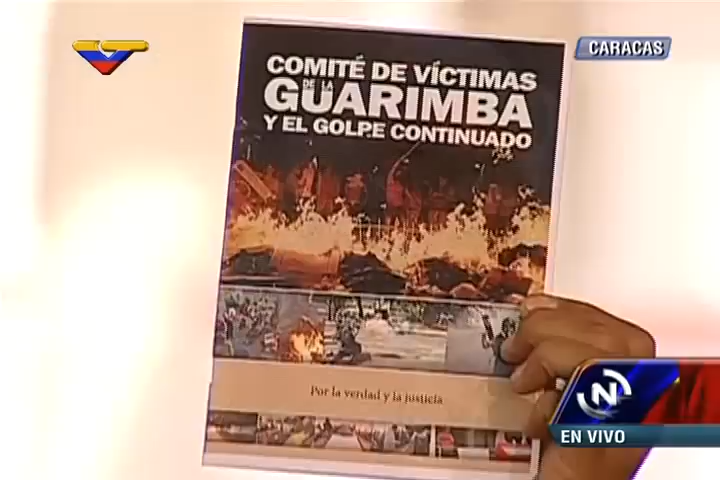 CARACAS
COMITÉ DE VÍCTIMAS
DE LA
GUARIMBA
Y EL GOLPE CONTINUADO
Por la verdad y la justicia
N
EN VIVO